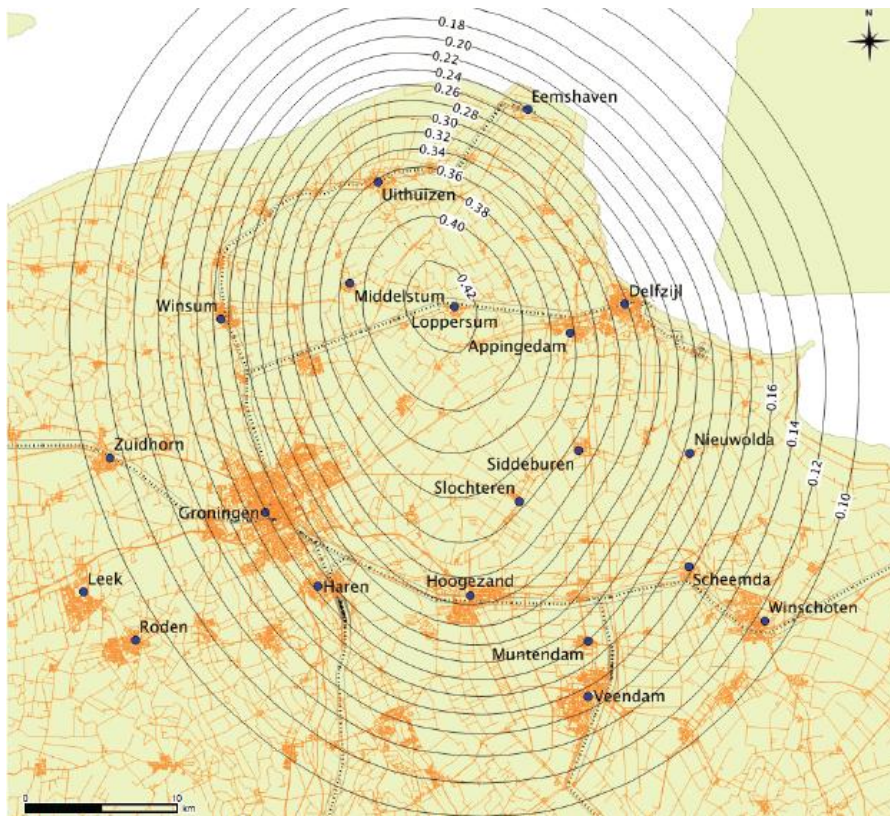 0.18
N
0.20
0.22
0.24
0.26
Eemshaven
0.28
0.30
0.32
0.34
0.36
Uithuizen
0.38
0.40
Middelstum
0.42
Delfzijl
Winsum
Loppersum
Appingedam
0.16
Zuidhorn
Nieuwolda
0.14
Siddeburen
0.12
Slochteren
0.10
Groningen
Leek
Haren
Hoogezand
Scheemda
Winschoten
Roden
Muntendam
Veendam
0 10
km